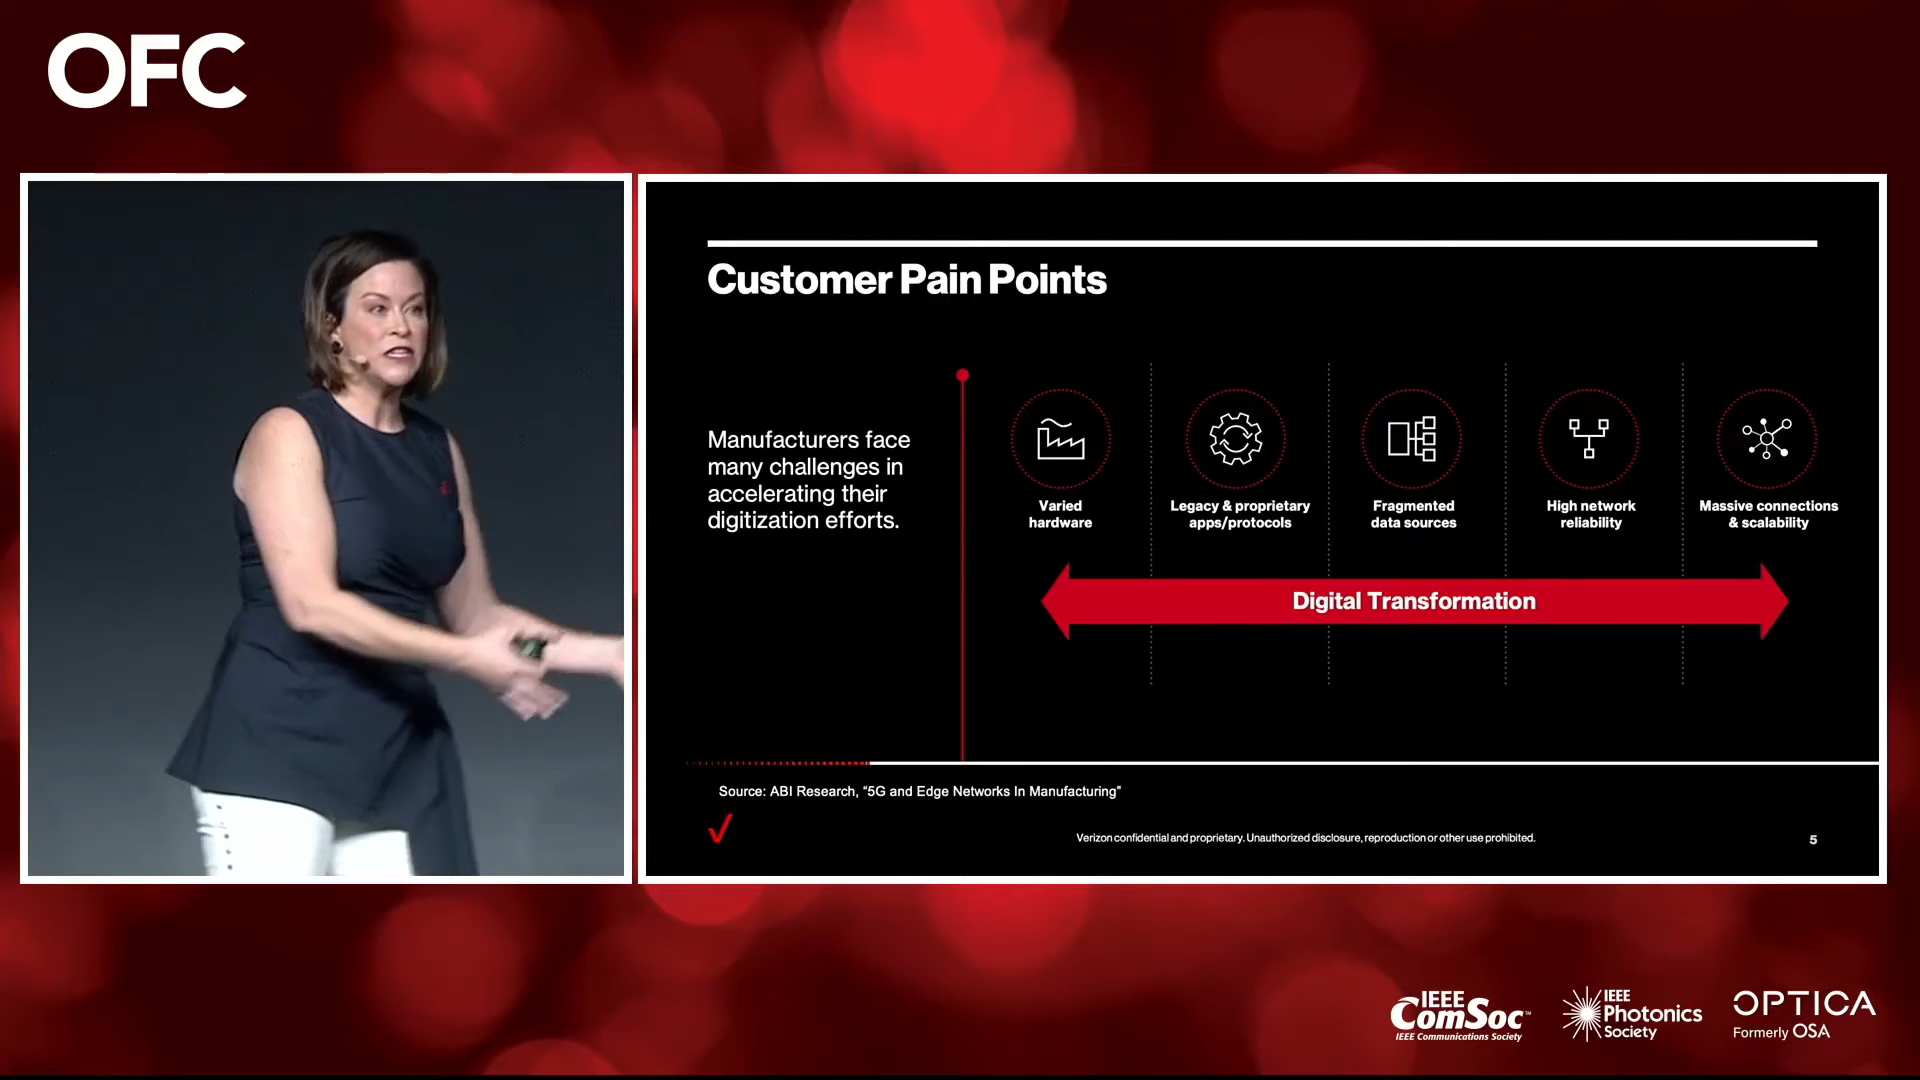 OFC
Customer Pain Points
Manufacturers face
many challenges in
accelerating their
digitization efforts.
Varied
hardware
Legacy & proprietary
apps/protocols
Fragmented
data sources
High network
reliability
Massive connections
& scalability
Digital Transformation
Source: ABI Research, “5G and Edge Networks In Manufacturing”
Verizon confidential and proprietary. Unauthorized disclosure, reproduction or other use prohibited.
5
IEEE
ComSoc™
IEEE Communications Society
IEEE
Photonics
Society
OPTICA
Formerly OSA